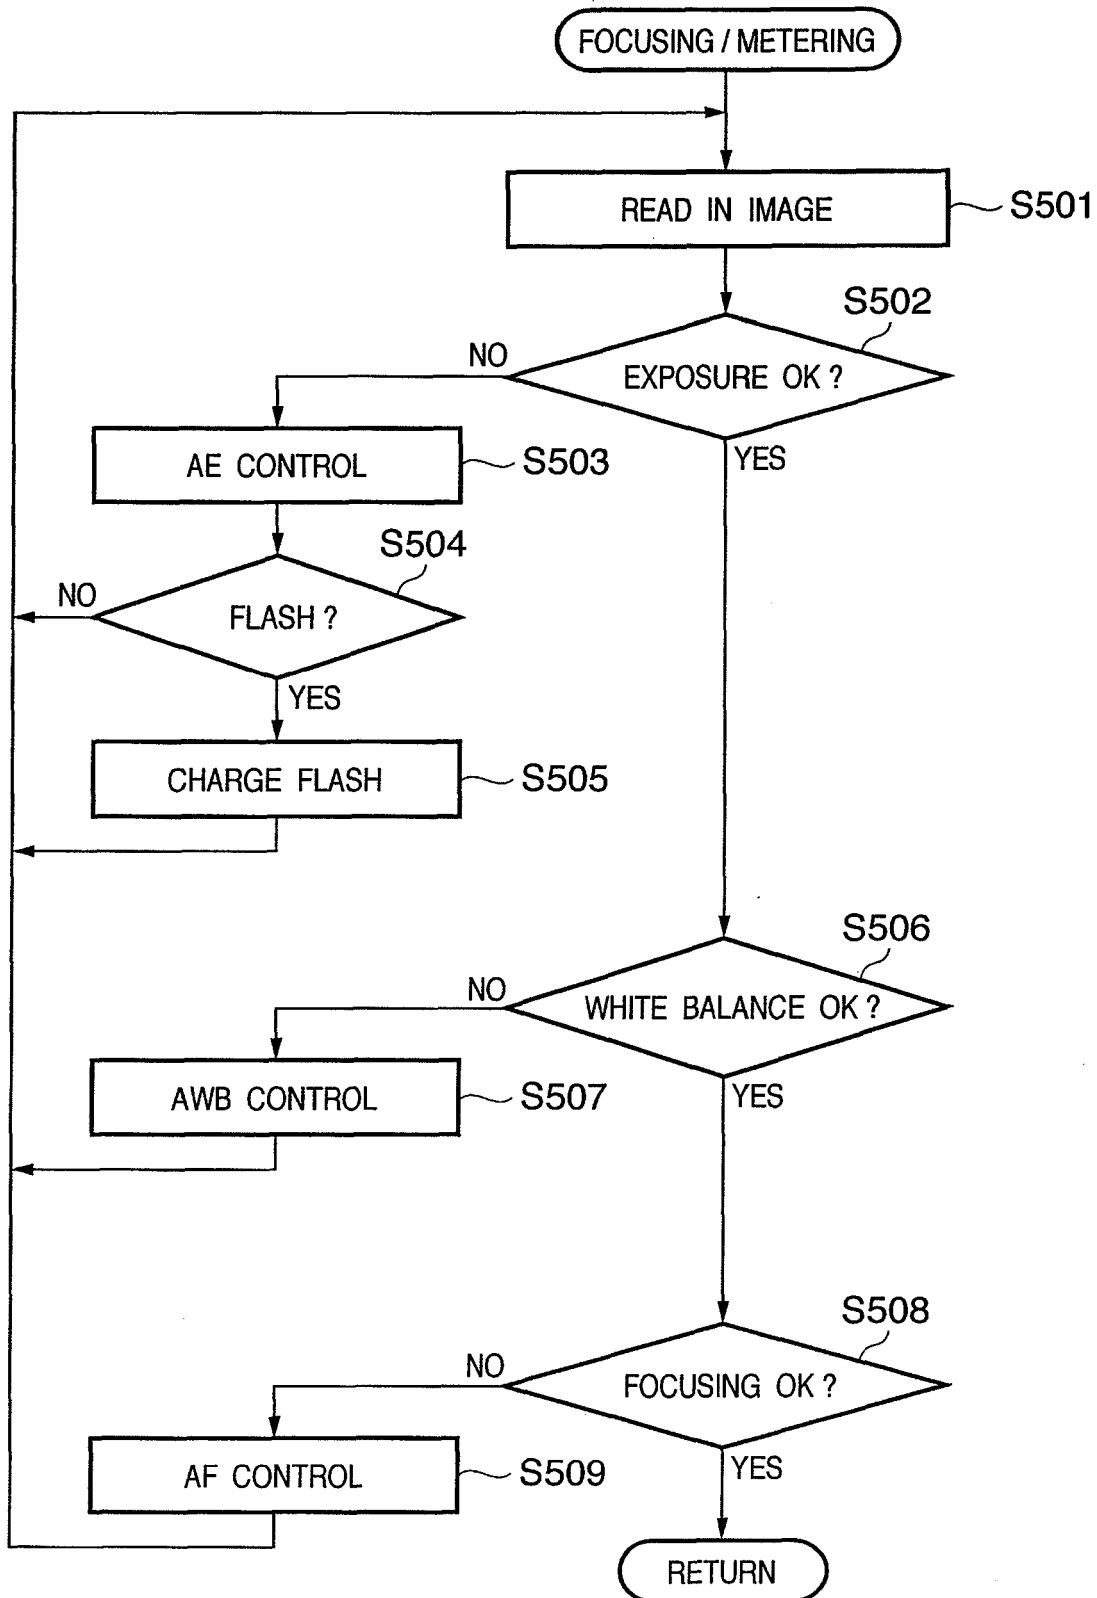 FOCUSING / METERING
READ IN IMAGE
S501
S502
EXPOSURE OK ?
NO
YES
AE CONTROL
S503
S504
FLASH ?
NO
YES
CHARGE FLASH
S505
S506
WHITE BALANCE OK ?
NO
YES
AWB CONTROL
S507
S508
FOCUSING OK ?
NO
YES
AF CONTROL
S509
RETURN